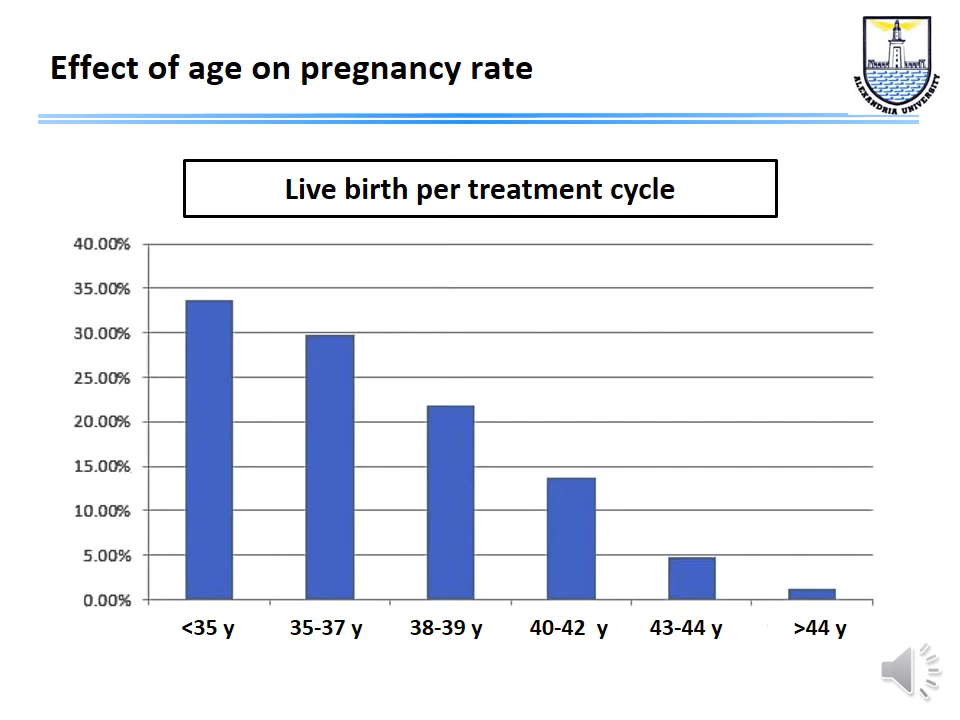 Effect of age on pregnancy rate
ALEXANDRIA UNIVERSITY
Live birth per treatment cycle
40.00%
35.00%
30.00%
25.00%
20.00%
15.00%
10.00%
5.00%
0.00%
<35 y 35-37 y 38-39 y 40-42 y 43-44 y >44 y